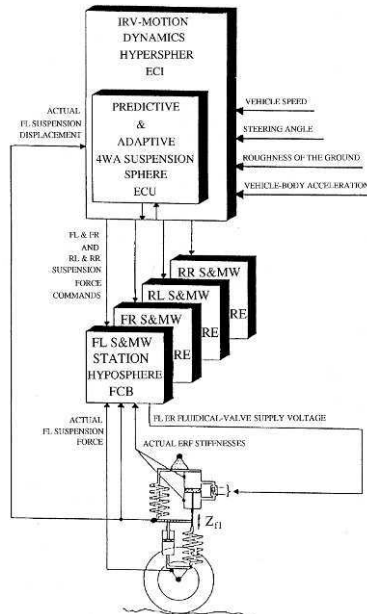 IRV-MOTION
DYNAMICS
HYPERSPHER
ECI
PREDICTIVE
&
ADAPTIVE
4WA SUSPENSION
SPHERE
ECU
ACTUAL
FL SUSPENSION
DISPLACEMENT
VEHICLE SPEED
STEERING ANGLE
ROUGHNESS OF THE GROUND
VEHICLE-BODY ACCELERATION
FL & FR
AND
RL & RR
SUSPENSION
FORCE
COMMANDS
RR S&MW
RL S&MW
RE
FR S&MW
RE
FL S&MW
RE
STATION
HYPOSPHERE
FCB
ACTUAL
FL SUSPENSION
FORCE
FL ER FLUIDICAL-VALVE SUPPLY VOLTAGE
ACTUAL ERF STIFFNESSES
Zf1